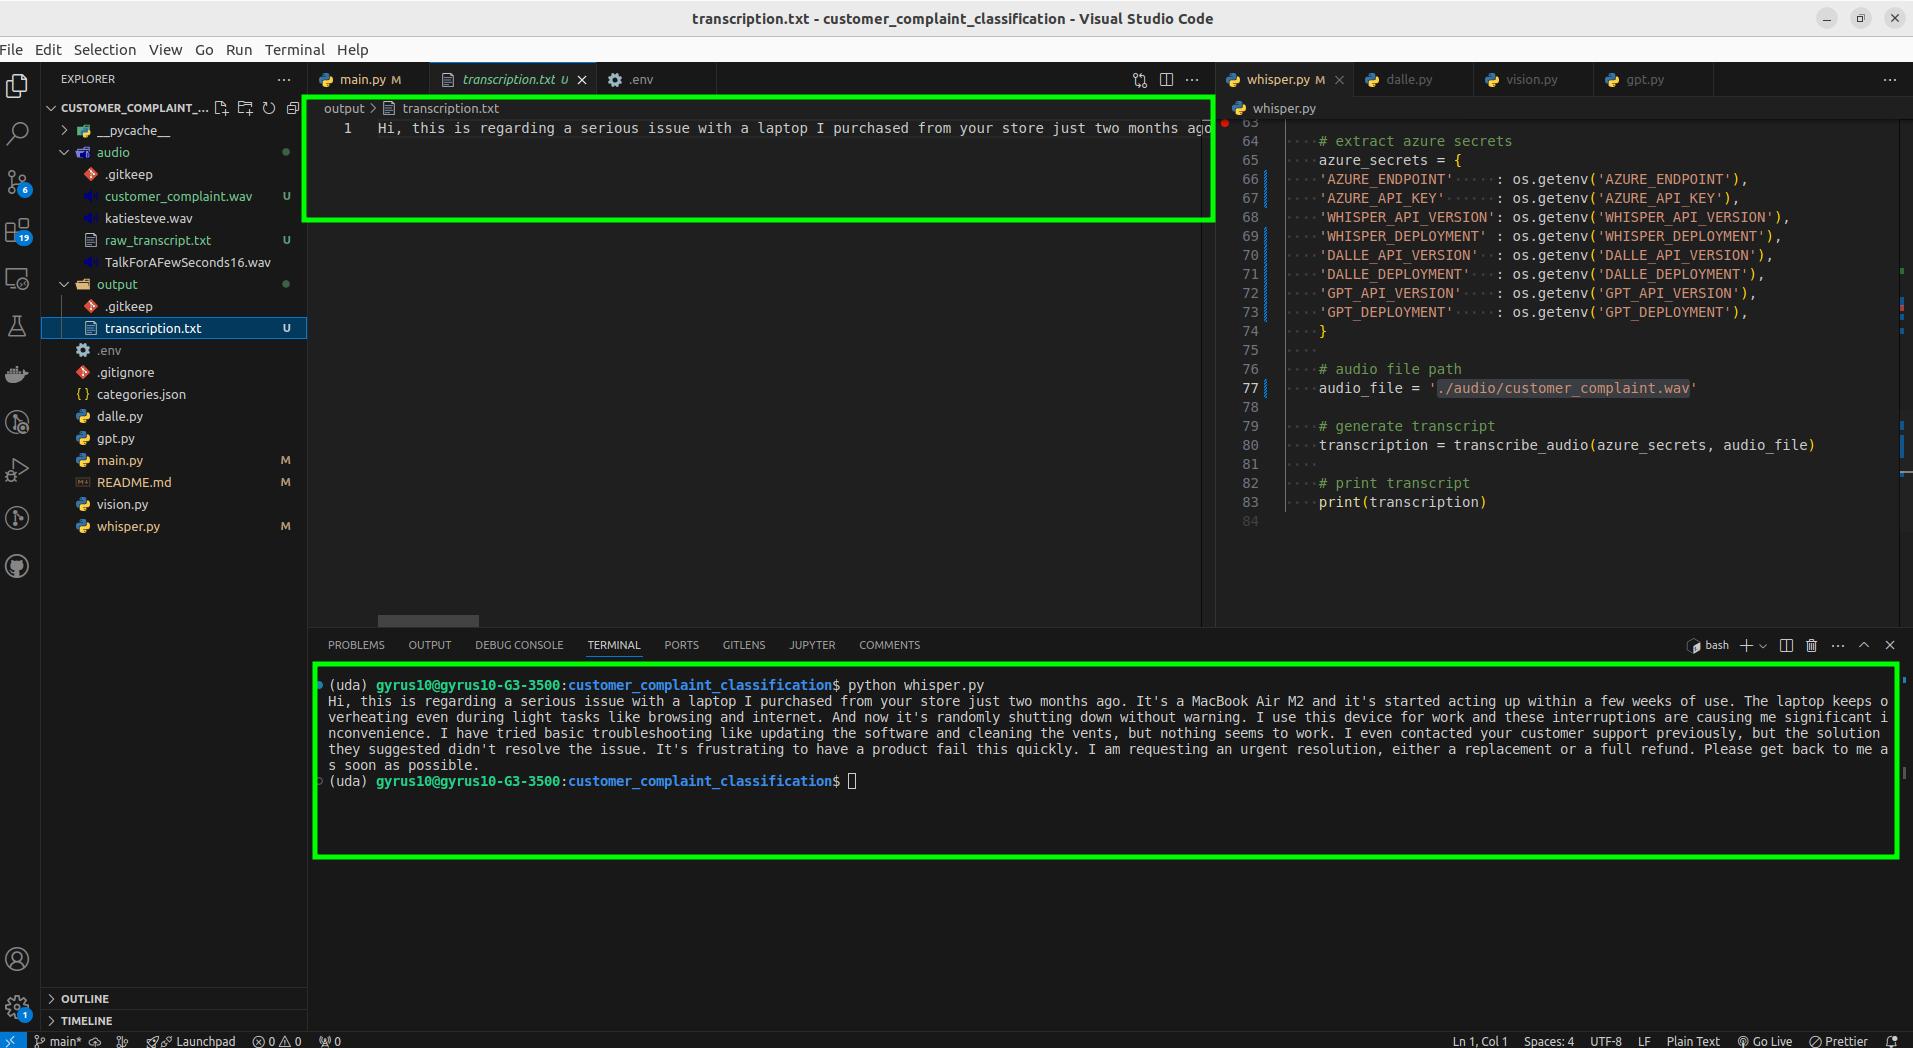 transcription.txt - customer_complaint_classification - Visual Studio Code
File Edit Selection View Go Run Terminal Help
EXPLORER
CUSTOMER_COMPLAINT_...
__pycache__
audio
.gitkeep
customer_complaint.wav U
katiesteve.wav
raw_transcript.txt U
TalkForAFewSeconds16.wav
output
.gitkeep
transcription.txt U
.env
.gitignore
categories.json
dalle.py
gpt.py
main.py M
README.md M
vision.py
whisper.py M
OUTLINE
TIMELINE
6
19
1
main.py M transcription.txt U .env
output > transcription.txt
1 Hi, this is regarding a serious issue with a laptop I purchased from your store just two months ago
whisper.py M dalle.py vision.py gpt.py
whisper.py
63
64 # extract azure secrets
65 azure_secrets = {
66 'AZURE_ENDPOINT' : os.getenv('AZURE_ENDPOINT'),
67 'AZURE_API_KEY' : os.getenv('AZURE_API_KEY'),
68 'WHISPER_API_VERSION': os.getenv('WHISPER_API_VERSION'),
69 'WHISPER_DEPLOYMENT' : os.getenv('WHISPER_DEPLOYMENT'),
70 'DALLE_API_VERSION' : os.getenv('DALLE_API_VERSION'),
71 'DALLE_DEPLOYMENT' : os.getenv('DALLE_DEPLOYMENT'),
72 'GPT_API_VERSION' : os.getenv('GPT_API_VERSION'),
73 'GPT_DEPLOYMENT' : os.getenv('GPT_DEPLOYMENT'),
74 }
75
76 # audio file path
77 audio_file = './audio/customer_complaint.wav'
78
79 # generate transcript
80 transcription = transcribe_audio(azure_secrets, audio_file)
81
82 # print transcript
83 print(transcription)
84
PROBLEMS OUTPUT DEBUG CONSOLE TERMINAL PORTS GITLENS JUPYTER COMMENTS
bash
(uda) gyrus10@gyrus10-G3-3500:customer_complaint_classification$ python whisper.py
Hi, this is regarding a serious issue with a laptop I purchased from your store just two months ago. It's a MacBook Air M2 and it's started acting up within a few weeks of use. The laptop keeps o
verheating even during light tasks like browsing and internet. And now it's randomly shutting down without warning. I use this device for work and these interruptions are causing me significant i
nconvenience. I have tried basic troubleshooting like updating the software and cleaning the vents, but nothing seems to work. I even contacted your customer support previously, but the solution
they suggested didn't resolve the issue. It's frustrating to have a product fail this quickly. I am requesting an urgent resolution, either a replacement or a full refund. Please get back to me a
s soon as possible.
(uda) gyrus10@gyrus10-G3-3500:customer_complaint_classification$
main* Launchpad 0 0 0
Ln 1, Col 1 Spaces: 4 UTF-8 LF Plain Text Go Live Prettier